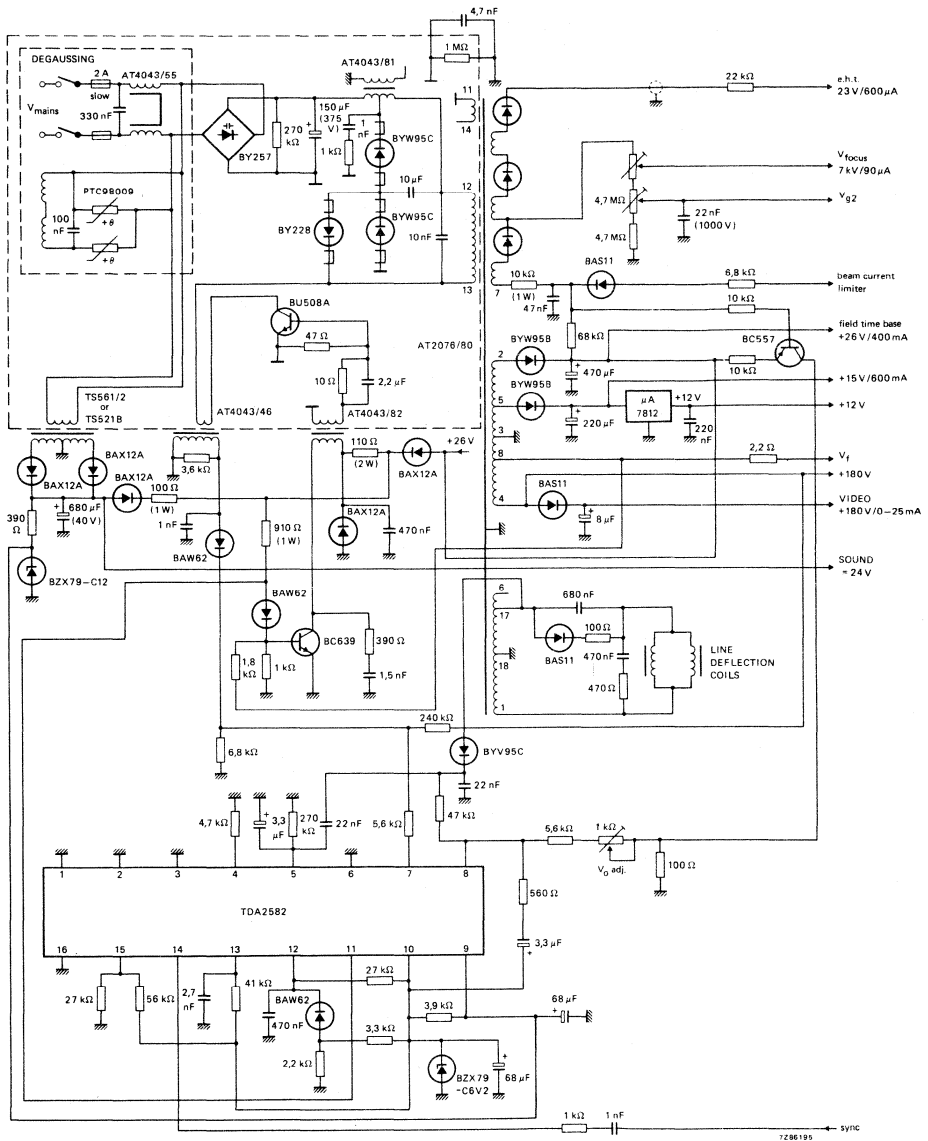 4,7 nF
1 MΩ
DEGAUSSING
2 A
slow
AT4043/55
AT4043/81
Vmains
330 nF
BY257
270
kΩ
150 μF
(375
V)
1
nF
1kΩ
BYW95C
11
14
22 kΩ
e.h.t.
23 V/600 μA
Vfocus
7 kV/90 μA
4,7 MΩ
Vg2
22 nF
(1000 V)
4,7 MΩ
PTC98009
100
nF
+θ
+θ
10 μF
BY228
BYW95C
10 nF
12
13
7
10 kΩ
(1 W)
47 nF
BAS11
6,8 kΩ
beam current
limiter
10 kΩ
BU508A
47 Ω
AT2076/80
10 Ω
2,2 μF
68 kΩ
BC557
field time base
+26 V/400 mA
2
BYW95B
470 μF
10 kΩ
+15 V/600 mA
5
BYW95B
220 μF
μA
7812
+12 V
220
nF
+12 V
3
8
2,2 Ω
Vf
+180 V
4
BAS11
8 μF
VIDEO
+180 V/0–25 mA
TS561/2
or
TS521B
AT4043/46
AT4043/82
BAX12A
BAX12A
3,6 kΩ
110 Ω
(2 W)
BAX12A
+26 V
390
Ω
680 μF
(40 V)
100 Ω
(1 W)
1 nF
BAW62
910 Ω
(1 W)
BAX12A
470 nF
BZX79–C12
SOUND
= 24 V
BAW62
BC639
390 Ω
1,5 nF
1,8
kΩ
1 kΩ
6
17
18
1
680 nF
BAS11
100 Ω
470 nF
470 Ω
LINE
DEFLECTION
COILS
240 kΩ
6,8 kΩ
BYV95C
22 nF
4,7 kΩ
3,3
μF
270
kΩ
22 nF
5,6 kΩ
47 kΩ
5,6 kΩ
1 kΩ
Vo adj.
100 Ω
1
2
3
4
5
6
7
8
560 Ω
3,3 μF
TDA2582
16
15
14
13
12
11
10
9
27 kΩ
56 kΩ
2,7
nF
41 kΩ
BAW62
470 nF
27 kΩ
3,9 kΩ
68 μF
3,3 kΩ
2,2 kΩ
BZX79
-C6V2
68 μF
1 kΩ
1 nF
sync
7Z86195